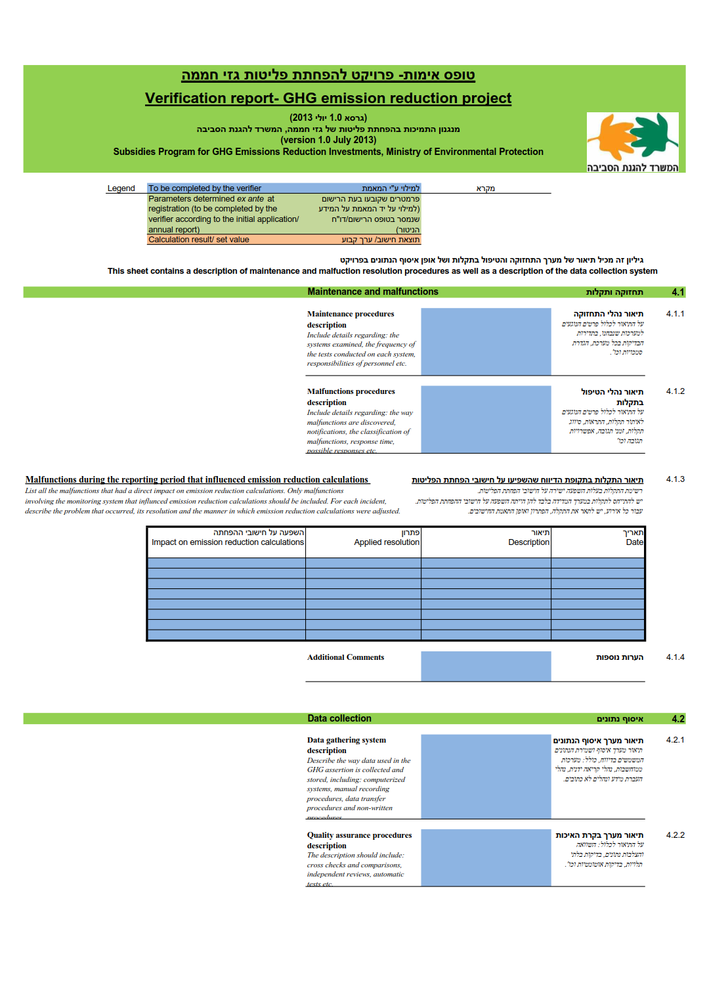 טופס אימות- פרויקט להפחתת פליטות גזי חממה
Verification report- GHG emission reduction project
(גרסא 1.0 יולי 2013)
מנגנון התמיכות בהפחתת פליטות של גזי חממה, המשרד להגנת הסביבה
(version 1.0 July 2013)
Subsidies Program for GHG Emissions Reduction Investments, Ministry of Environmental Protection
המשרד להגנת הסביבה
Legend To be completed by the verifier למילוי ע"י המאמת מקרא
Parameters determined ex ante at פרמטרים שקובעו בעת הרישום
registration (to be completed by the (למילוי על יד המאמת על המידע
verifier according to the initial application/ שנמסר בטופס הרישום/דו"ח
annual report) הניטור)
Calculation result/ set value תוצאת חישוב/ ערך קבוע
גיליון זה מכיל תיאור של מערך התחזוקה והטיפול בתקלות ושל אופן איסוף הנתונים בפרויקט
This sheet contains a description of maintenance and malfuction resolution procedures as well as a description of the data collection system
Maintenance and malfunctions תחזוקה ותקלות 4.1
Maintenance procedures תיאור נהלי התחזוקה 4.1.1
description
Include details regarding: the על התיאור לכלול פרטים הנוגעים
systems examined, the frequency of למערכות שנבחנו, בתדירות
the tests conducted on each system, הבדיקות בכל מערכת, הגדרת
responsibilities of personnel etc. סמכויות וכו'.
Malfunctions procedures תיאור נהלי הטיפול 4.1.2
description בתקלות
Include details regarding: the way על התיאור לכלול פרטים הנוגעים
malfunctions are discovered, לאיתור תקלות, התראות, סיווג
notifications, the classification of תקלות, זמני תגובה, אפשרויות
malfunctions, response time, תגובה וכו'
possible responses etc.
Malfunctions during the reporting period that influenced emission reduction calculations תיאור התקלות בתקופת הדיווח שהשפיעו על חישובי הפחתת הפליטות 4.1.3
List all the malfunctions that had a direct impact on emission reduction calculations. Only malfunctions רשימת התקלות בעלות השפעה ישירה על חישובי הפחתת הפליטות.
involving the monitoring system that influnced emission reduction calculations should be included. For each incident, יש להתייחס לתקלות במערך המדידה בלבד להן הייתה השפעה על חישובי ההפחתת הפליטות.
describe the problem that occurred, its resolution and the manner in which emission reduction calculations were adjusted. עבור כל אירוע, יש לתאר את התקלה, הפתרון ואופן התאמת החישובים.
השפעה על חישובי ההפחתה פתרון תיאור תאריך
Impact on emission reduction calculations Applied resolution Description Date
Additional Comments הערות נוספות 4.1.4
Data collection איסוף נתונים 4.2
Data gathering system תיאור מערך איסוף הנתונים 4.2.1
description
Describe the way data used in the תיאור מערך איסוף ושמירת הנתונים
GHG assertion is collected and המשמשים בדיווח, כולל: מערכות
stored, including: computerized ממוחשבות, נהלי קריאה ידנית, נהלי
systems, manual recording העברת מידע ונהלים לא כתובים.
procedures, data transfer
procedures and non-written
procedures
Quality assurance procedures תיאור מערך בקרת האיכות 4.2.2
description
The description should include: על התיאור לכלול: השוואה
cross checks and comparisons, והצלבות נתונים, בדיקות בלתי
independent reviews, automatic תלויות, בדיקות אוטומטיות וכו'.
tests etc.